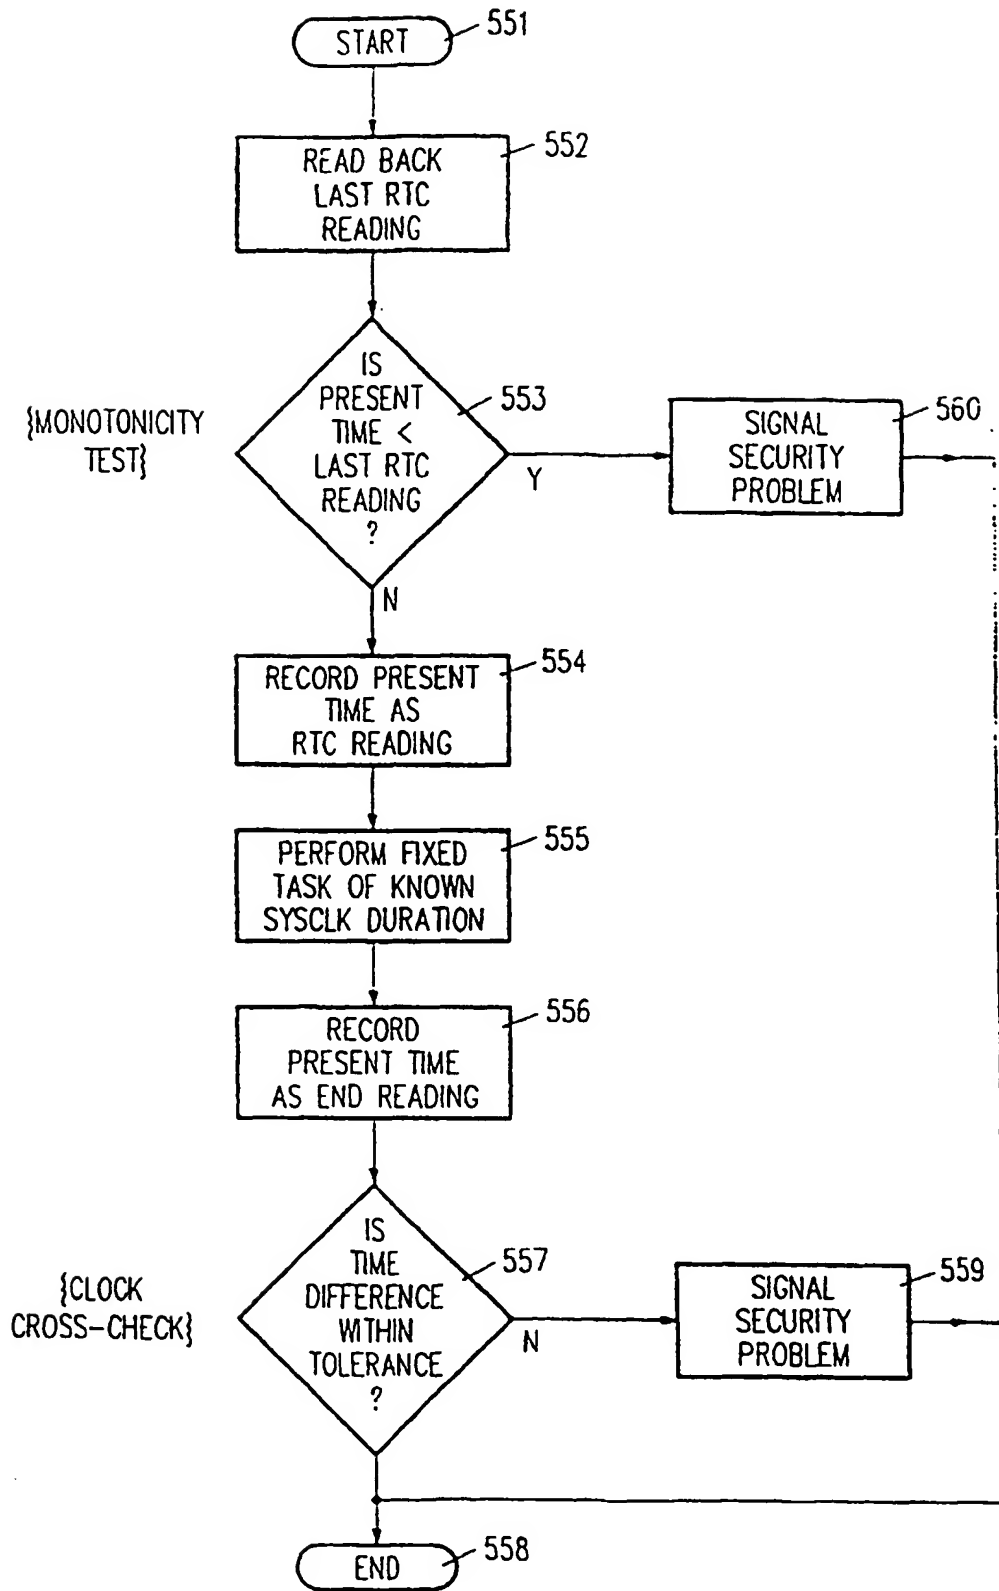 START
551
READ BACK
LAST RTC
READING
552
{MONOTONICITY
TEST}
IS
PRESENT
TIME <
LAST RTC
READING
?
553
Y
SIGNAL
SECURITY
PROBLEM
560
N
RECORD PRESENT
TIME AS
RTC READING
554
PERFORM FIXED
TASK OF KNOWN
SYSCLK DURATION
555
RECORD
PRESENT TIME
AS END READING
556
{CLOCK
CROSS-CHECK}
IS
TIME
DIFFERENCE
WITHIN
TOLERANCE
?
557
N
SIGNAL
SECURITY
PROBLEM
559
END
558